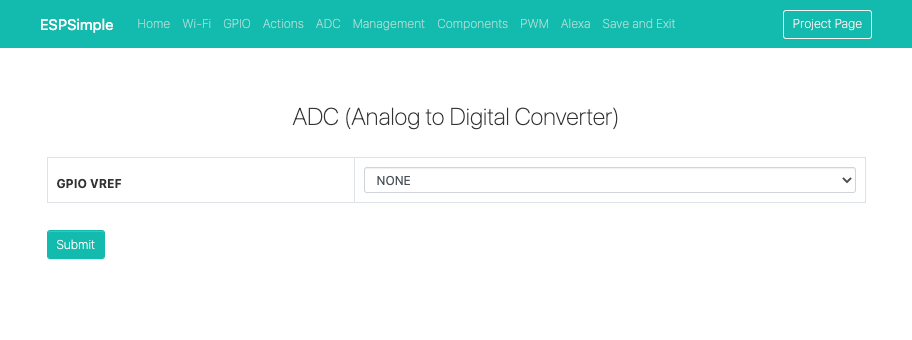 ESPSimple Home Wi-Fi GPIO Actions ADC Management Components PWM Alexa Save and Exit Project Page
ADC (Analog to Digital Converter)
GPIO VREF NONE
Submit